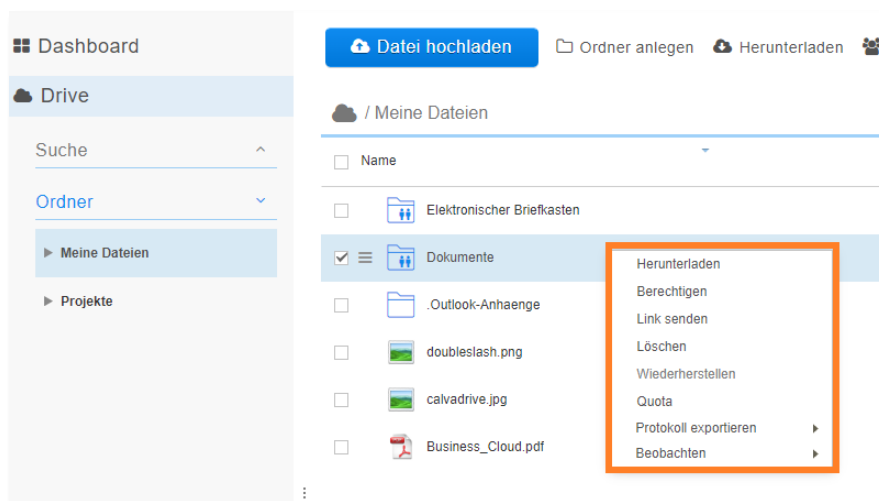 Dashboard
Drive
Suche
Ordner
Meine Dateien
Projekte
Datei hochladen
Ordner anlegen
Herunterladen
/ Meine Dateien
Name
Elektronischer Briefkasten
Dokumente
.Outlook-Anhaenge
doubleslash.png
calvadrive.jpg
Business_Cloud.pdf
Herunterladen
Berechtigen
Link senden
Löschen
Wiederherstellen
Quota
Protokoll exportieren
Beobachten